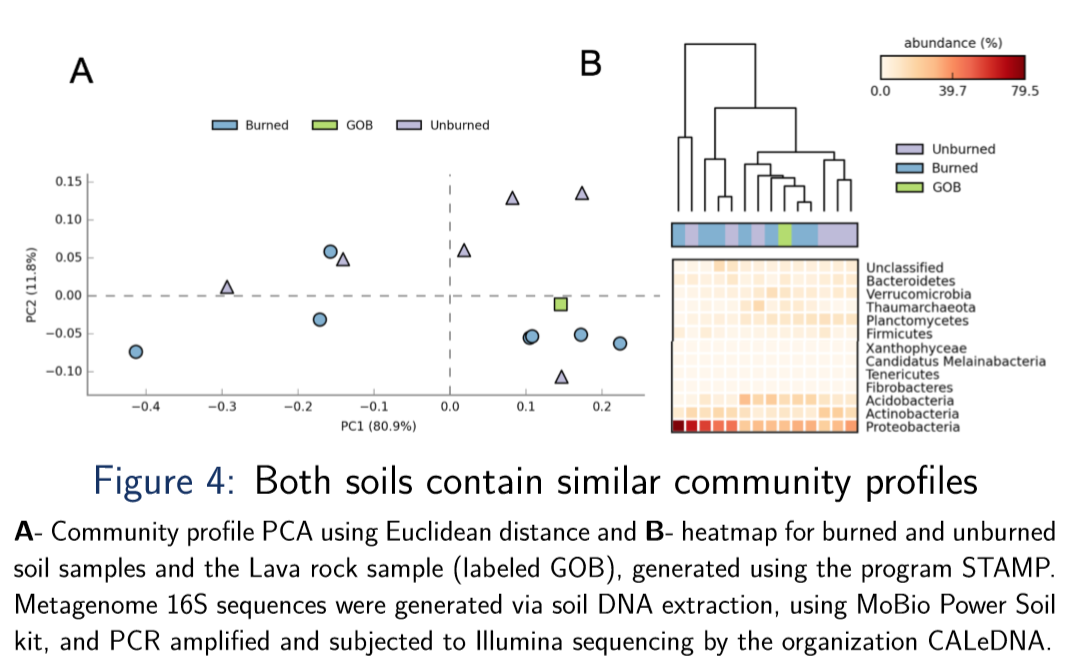 A
B
Burned GOB Unburned
0.15
0.10
0.05
0.00
−0.05
−0.10
PC2 (11.8%)
−0.4 −0.3 −0.2 −0.1 0.0 0.1 0.2
PC1 (80.9%)
abundance (%)
0.0 39.7 79.5
Unburned
Burned
GOB
Unclassified
Bacteroidetes
Verrucomicrobia
Thaumarchaeota
Planctomycetes
Firmicutes
Xanthophyceae
Candidatus Melainabacteria
Tenericutes
Fibrobacteres
Acidobacteria
Actinobacteria
Proteobacteria
Figure 4: Both soils contain similar community profiles
A- Community profile PCA using Euclidean distance and B- heatmap for burned and unburned
soil samples and the Lava rock sample (labeled GOB), generated using the program STAMP.
Metagenome 16S sequences were generated via soil DNA extraction, using MoBio Power Soil
kit, and PCR amplified and subjected to Illumina sequencing by the organization CALeDNA.